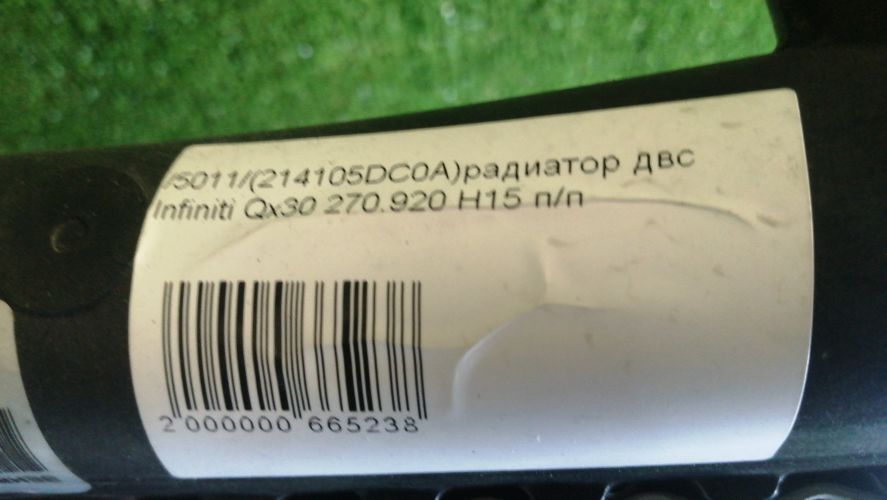 /5011/(214105DC0A)радиатор двс
Infiniti Qx30 270.920 H15 п/п
2 000000 665238